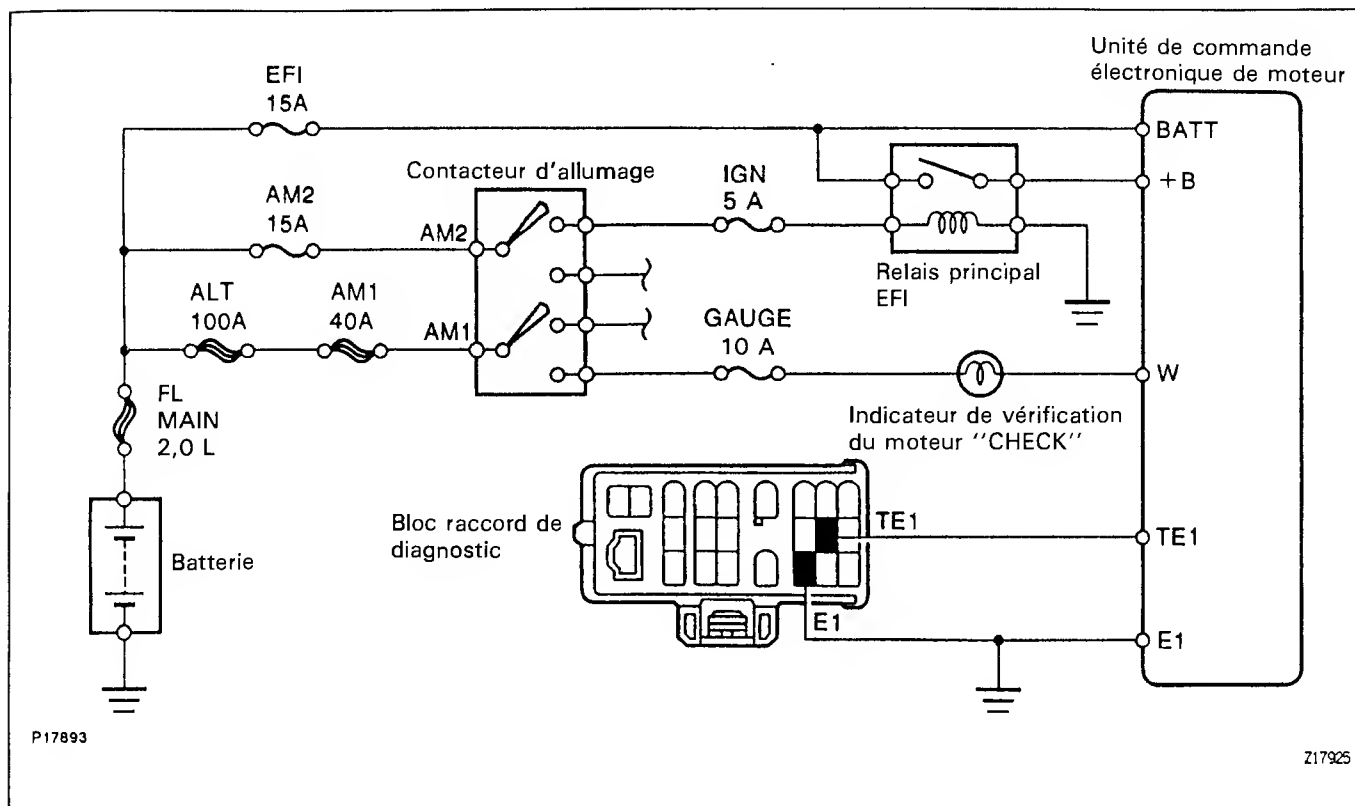 Unité de commande
électronique de moteur
EFI
15A
BATT
Contacteur d'allumage
IGN
5 A
+B
AM2
15A
AM2
Relais principal
EFI
ALT
100A
AM1
40A
AM1
GAUGE
10 A
W
FL
MAIN
2,0 L
Indicateur de vérification
du moteur ''CHECK''
Bloc raccord de
diagnostic
TE1
TE1
Batterie
E1
E1
P17893
Z17925